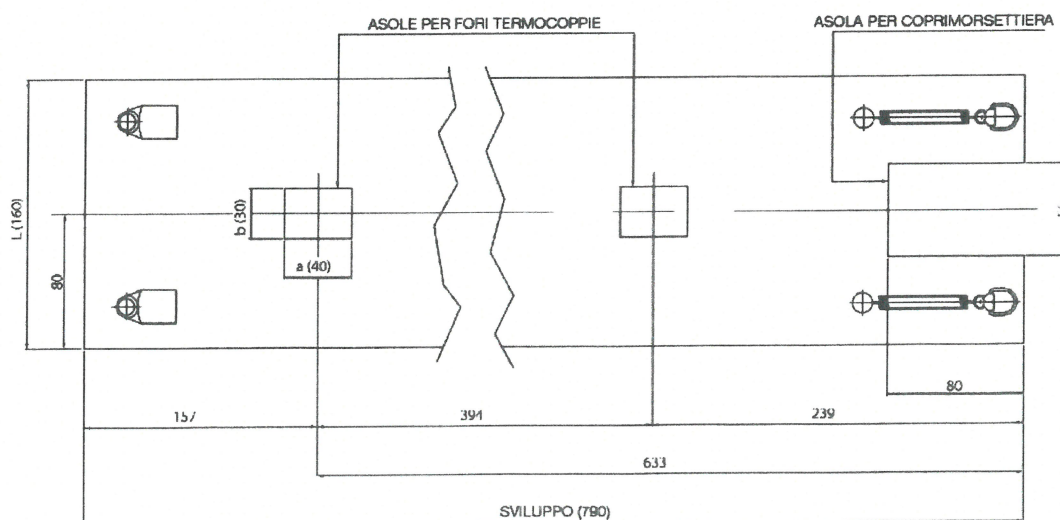 ASOLE PER FORI TERMOCOPPIE
ASOLA PER COPRIMORSETTIERA
L (160)
b (30)
80
a (40)
80
157
394
239
633
SVILUPPO (790)